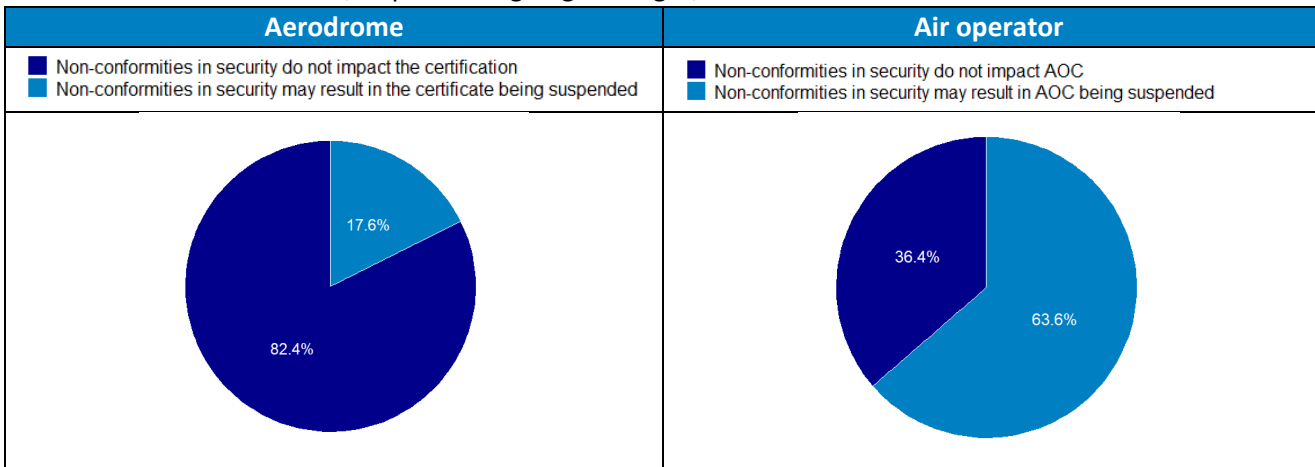 Aerodrome
Air operator
Non-conformities in security do not impact the certification
Non-conformities in security may result in the certificate being suspended
Non-conformities in security do not impact AOC
Non-conformities in security may result in AOC being suspended
17.6%
82.4%
36.4%
63.6%